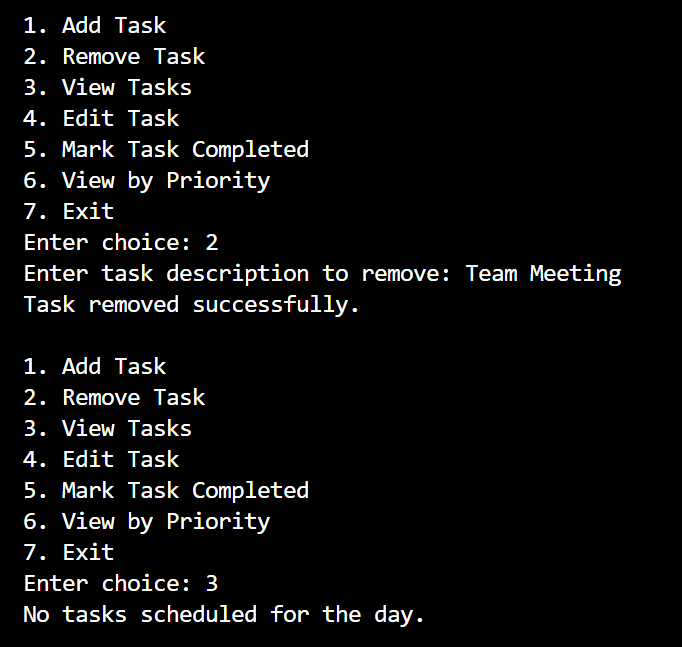 1. Add Task
2. Remove Task
3. View Tasks
4. Edit Task
5. Mark Task Completed
6. View by Priority
7. Exit
Enter choice: 2
Enter task description to remove: Team Meeting
Task removed successfully.

1. Add Task
2. Remove Task
3. View Tasks
4. Edit Task
5. Mark Task Completed
6. View by Priority
7. Exit
Enter choice: 3
No tasks scheduled for the day.